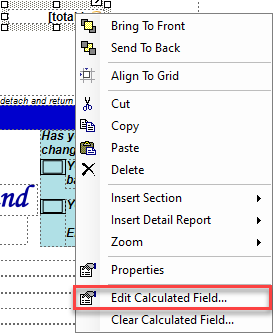 [tota
Bring To Front
Send To Back
Align To Grid
detach and return
Cut
Has y
Copy
chang
Paste
Y
Delete
ba
nd
Y
Insert Section
Insert Detail Report
E
Zoom
Properties
Edit Calculated Field...
Clear Calculated Field...